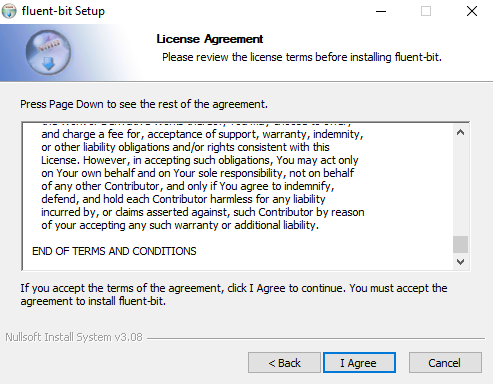 fluent-bit Setup
License Agreement
Please review the license terms before installing fluent-bit.
Press Page Down to see the rest of the agreement.
and charge a fee for, acceptance of support, warranty, indemnity,
or other liability obligations and/or rights consistent with this
License. However, in accepting such obligations, You may act only
on Your own behalf and on Your sole responsibility, not on behalf
of any other Contributor, and only if You agree to indemnify,
defend, and hold each Contributor harmless for any liability
incurred by, or claims asserted against, such Contributor by reason
of your accepting any such warranty or additional liability.
END OF TERMS AND CONDITIONS
If you accept the terms of the agreement, click I Agree to continue. You must accept the
agreement to install fluent-bit.
Nullsoft Install System v3.08
< Back
I Agree
Cancel